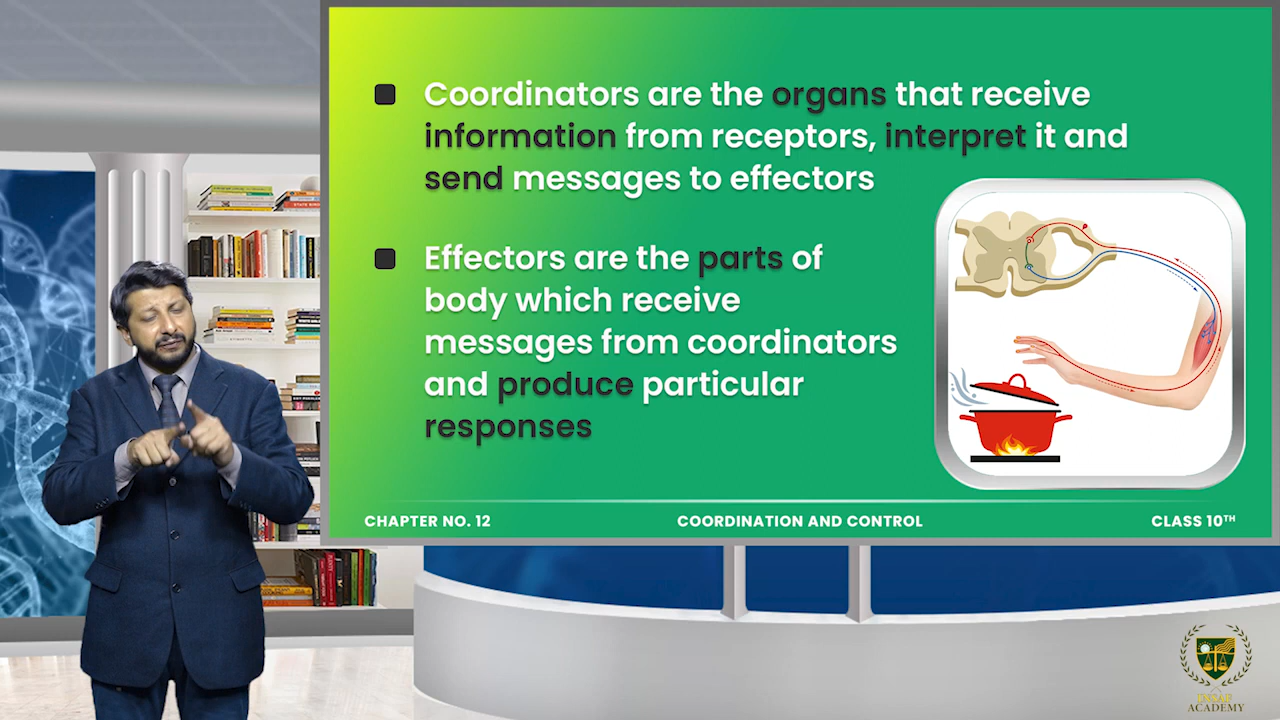 Coordinators are the organs that receive
information from receptors, interpret it and
send messages to effectors
Effectors are the parts of
body which receive
messages from coordinators
and produce particular
responses
CHAPTER NO. 12
COORDINATION AND CONTROL
CLASS 10TH
ACADEMY